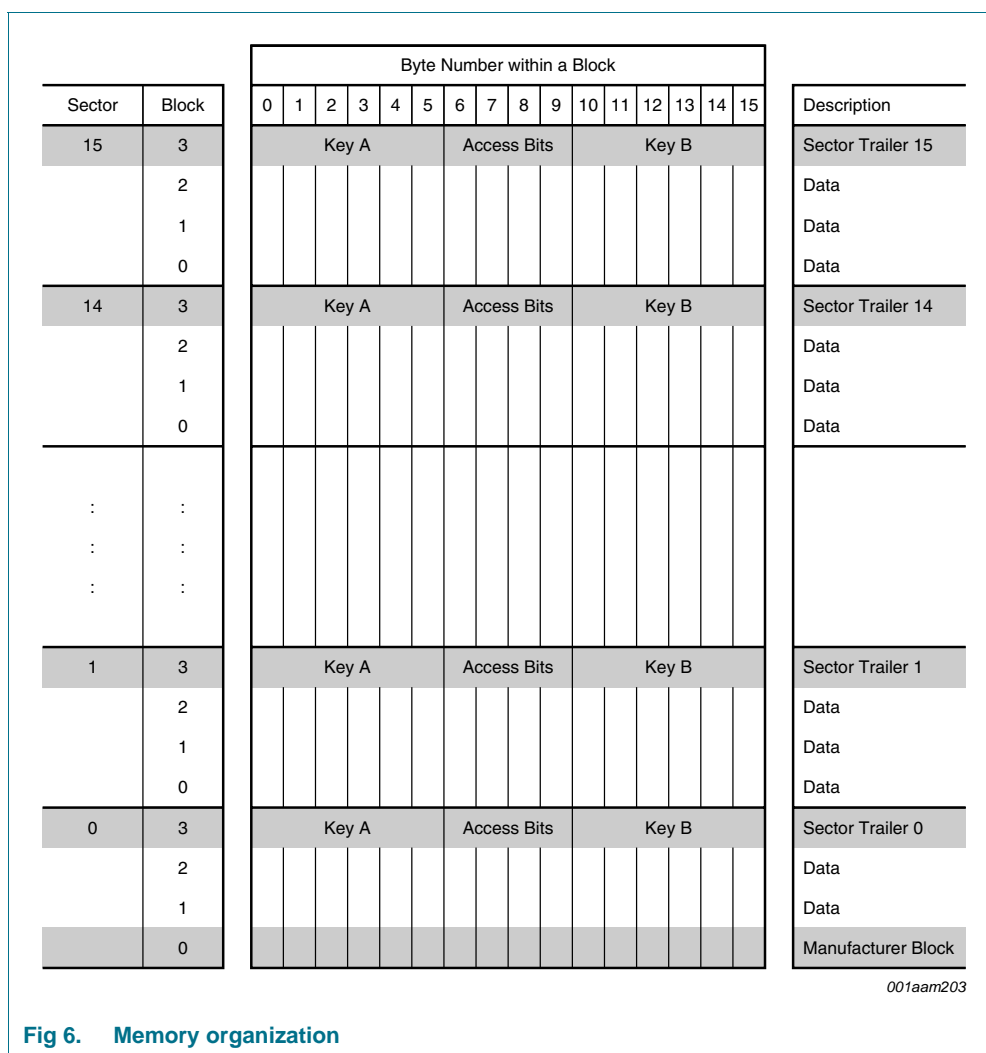 Byte Number within a Block
Sector Block 0 1 2 3 4 5 6 7 8 9 10 11 12 13 14 15 Description
15 3 Key A Access Bits Key B Sector Trailer 15
2 Data
1 Data
0 Data
14 3 Key A Access Bits Key B Sector Trailer 14
2 Data
1 Data
0 Data
: :
: :
: :
1 3 Key A Access Bits Key B Sector Trailer 1
2 Data
1 Data
0 Data
0 3 Key A Access Bits Key B Sector Trailer 0
2 Data
1 Data
0 Manufacturer Block
001aam203
Fig 6. Memory organization